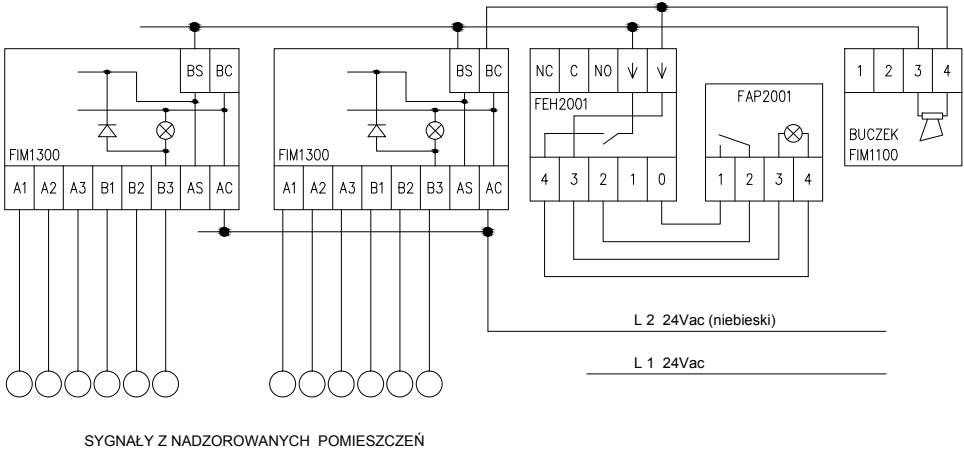 BS BC
BS BC
NC C NO
1 2 3 4
FEH2001
FAP2001
BUCZEK
FIM1100
FIM1300
FIM1300
A1 A2 A3 B1 B2 B3 AS AC
A1 A2 A3 B1 B2 B3 AS AC
4 3 2 1 0
1 2 3 4
L 2 24Vac (niebieski)
L 1 24Vac
SYGNAŁY Z NADZOROWANYCH POMIESZCZEŃ